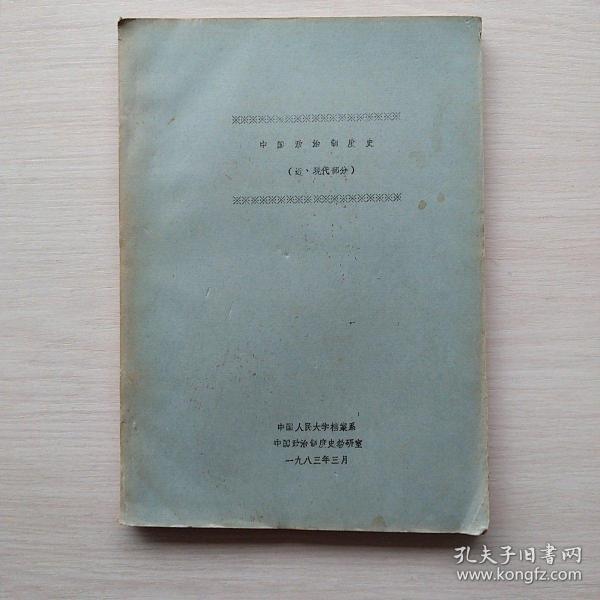 ※※※※※※※※※※※※※※※※※※※※
中国政治制度史
（近、现代部分）
※※※※※※※※※※※※※※※※※※※※
中国人民大学档案系
中国政治制度史教研室
一九八三年三月
孔夫子旧書网
www.kongfz.com